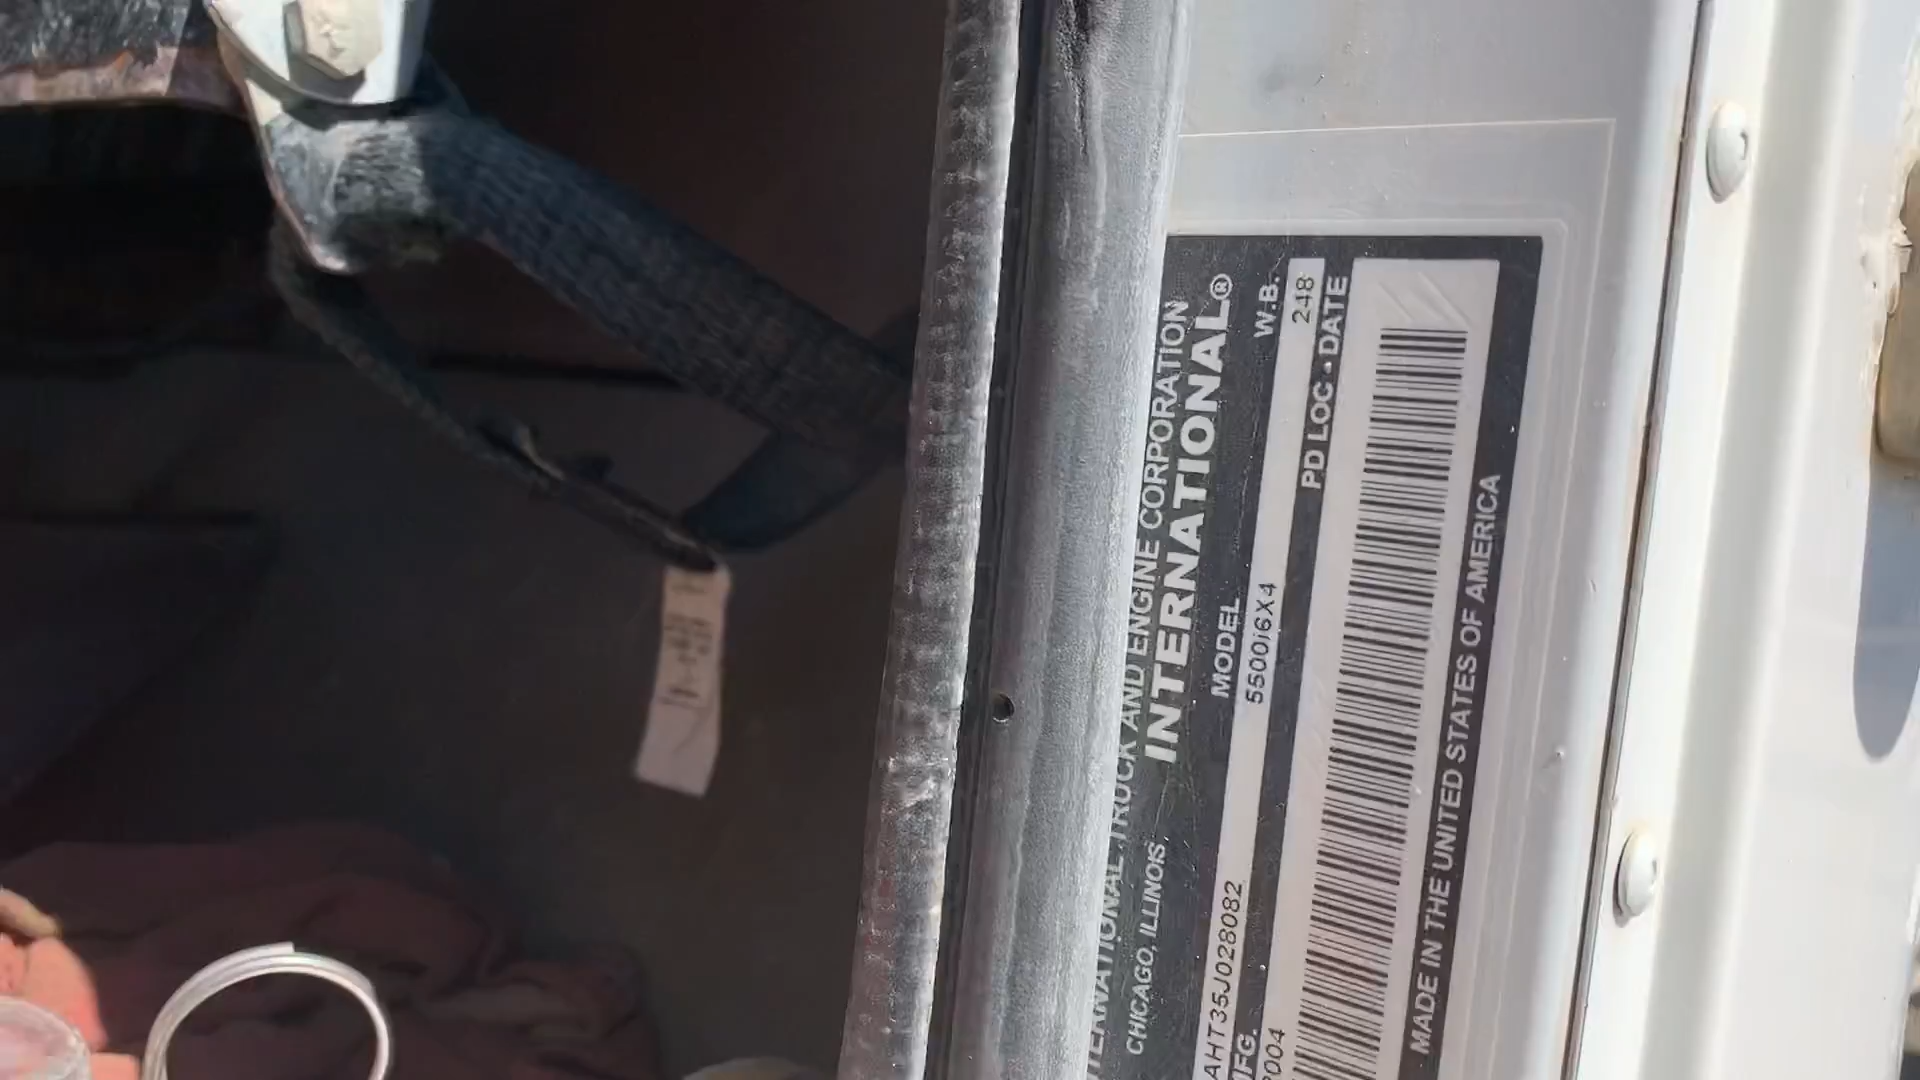 INTERNATIONAL TRUCK AND ENGINE CORPORATION
CHICAGO, ILLINOIS INTERNATIONAL®
MODEL W.B.
AHT35J028082 5500i6X4 248
PD LOC • DATE
MADE IN THE UNITED STATES OF AMERICA